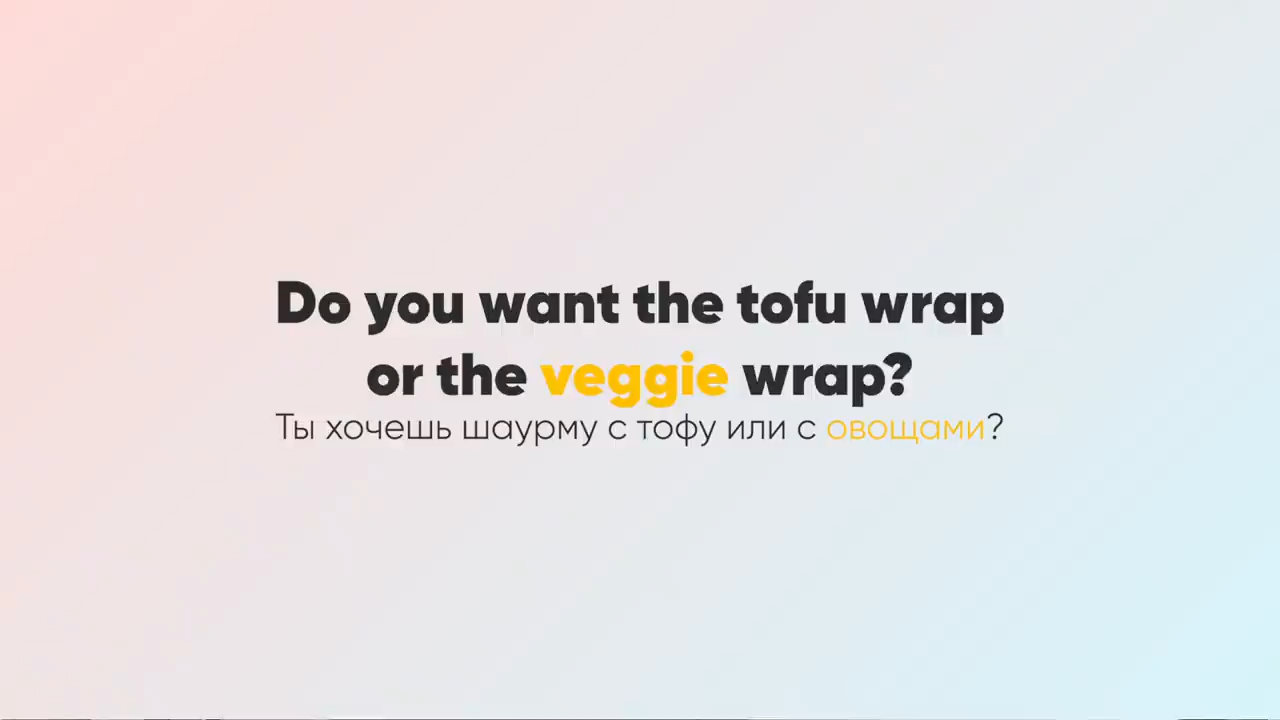 Do you want the tofu wrap
or the veggie wrap?
Ты хочешь шаурму с тофу или с овощами?